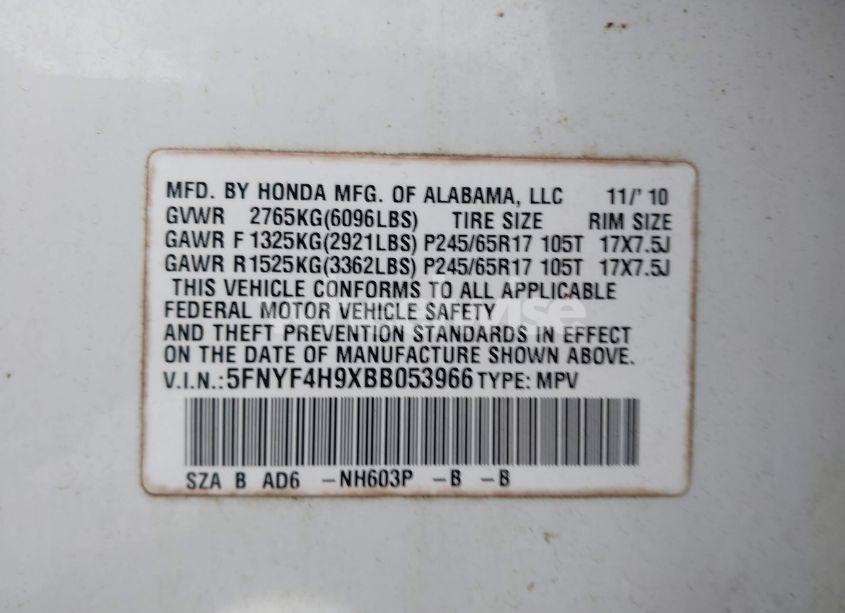 MFD. BY HONDA MFG. OF ALABAMA, LLC 11/'10
GVWR 2765KG(6096LBS) TIRE SIZE RIM SIZE
GAWR F 1325KG(2921LBS) P245/65R17 105T 17X7.5J
GAWR R 1525KG(3362LBS) P245/65R17 105T 17X7.5J
THIS VEHICLE CONFORMS TO ALL APPLICABLE
FEDERAL MOTOR VEHICLE SAFETY
AND THEFT PREVENTION STANDARDS IN EFFECT
ON THE DATE OF MANUFACTURE SHOWN ABOVE.
V.I.N.: 5FNYF4H9XBB053966 TYPE: MPV
SZA B AD6 -NH603P -B -B